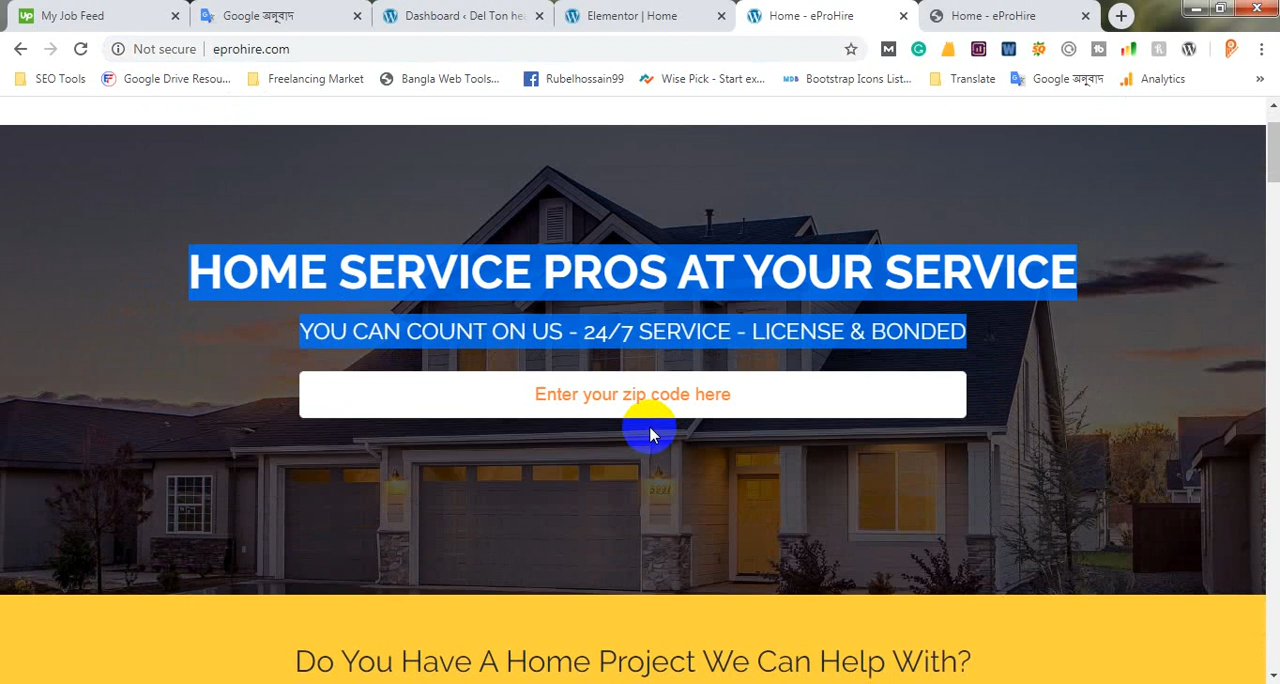 My Job Feed
Google অনুবাদ
Dashboard ‹ Del Ton he
Elementor | Home
Home - eProHire
Home - eProHire
Not secure
eprohire.com
SEO Tools
Google Drive Resou...
Freelancing Market
Bangla Web Tools...
Rubelhossain99
Wise Pick - Start ex...
Bootstrap Icons List...
Translate
Google অনুবাদ
Analytics
HOME SERVICE PROS AT YOUR SERVICE
YOU CAN COUNT ON US - 24/7 SERVICE - LICENSE & BONDED
Enter your zip code here
Do You Have A Home Project We Can Help With?